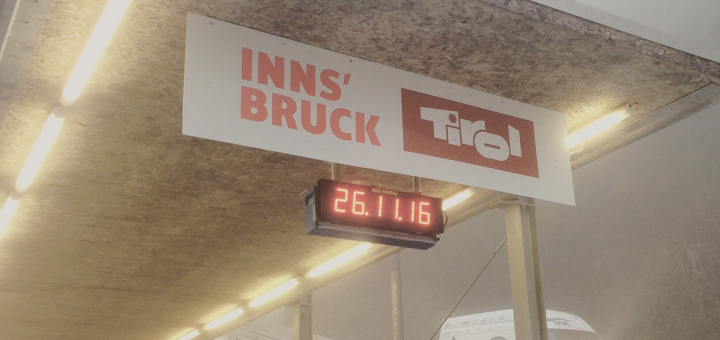 INNS'
BRUCK
Tirol
26.11.16